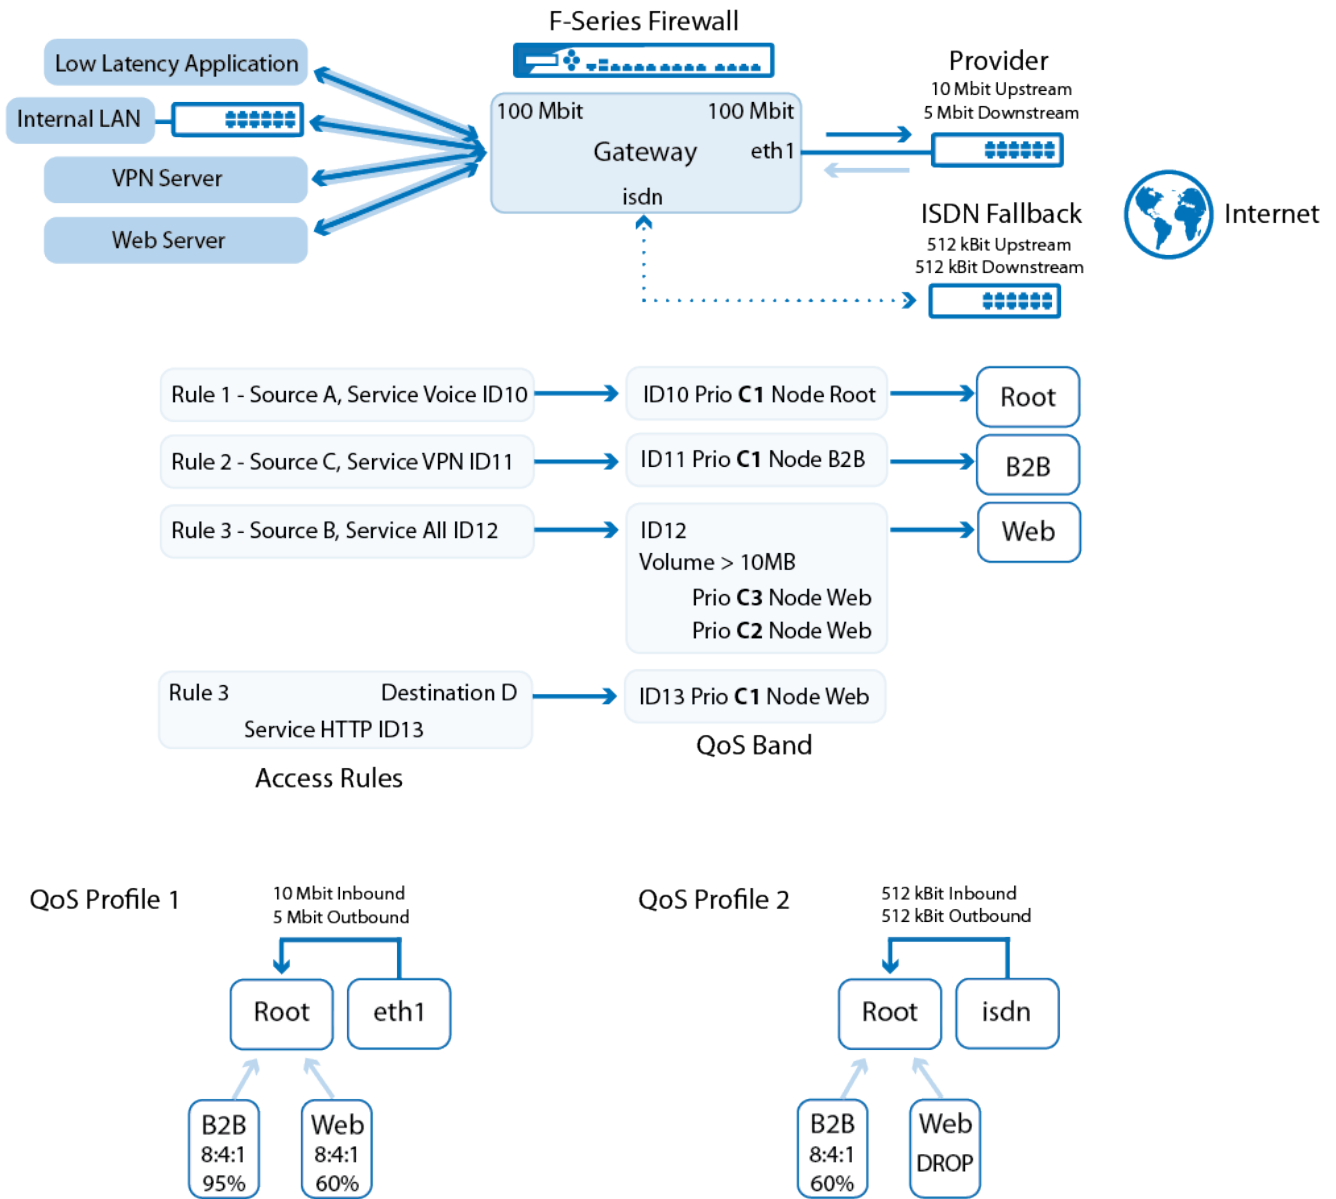 F-Series Firewall
Low Latency Application
Internal LAN
VPN Server
Web Server
100 Mbit 100 Mbit
Gateway eth1
isdn
Provider
10 Mbit Upstream
5 Mbit Downstream
ISDN Fallback
512 kBit Upstream
512 kBit Downstream
Internet
Rule 1 - Source A, Service Voice ID10
ID10 Prio C1 Node Root
Root
Rule 2 - Source C, Service VPN ID11
ID11 Prio C1 Node B2B
B2B
Rule 3 - Source B, Service All ID12
ID12
Volume > 10MB
Prio C3 Node Web
Prio C2 Node Web
Web
Rule 3 Destination D
Service HTTP ID13
ID13 Prio C1 Node Web
QoS Band
Access Rules
QoS Profile 1
10 Mbit Inbound
5 Mbit Outbound
Root
eth1
B2B
8:4:1
95%
Web
8:4:1
60%
QoS Profile 2
512 kBit Inbound
512 kBit Outbound
Root
isdn
B2B
8:4:1
60%
Web
DROP